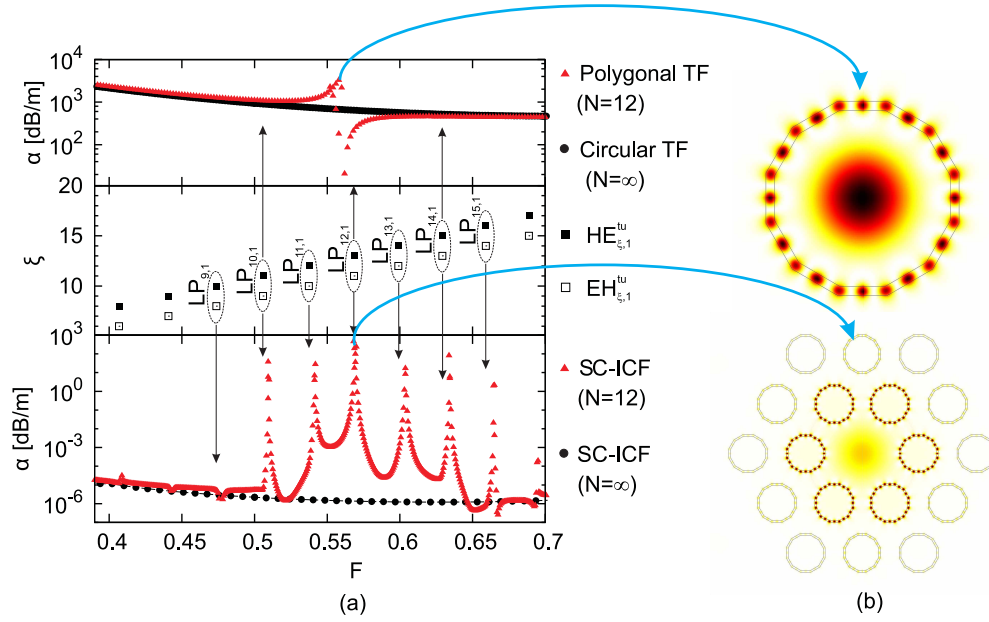 α [dB/m]
10⁴
10³
10²
20
Polygonal TF
(N=12)
Circular TF
(N=∞)
ξ
15
10
LP₉,₁
LP₁₀,₁
LP₁₁,₁
LP₁₂,₁
LP₁₃,₁
LP₁₄,₁
LP₁₅,₁
HE^tu_ξ,1
EH^tu_ξ,1
α [dB/m]
10³
10⁰
10⁻³
10⁻⁶
SC-ICF
(N=12)
SC-ICF
(N=∞)
0.4 0.45 0.5 0.55 0.6 0.65 0.7
F
(a)
(b)